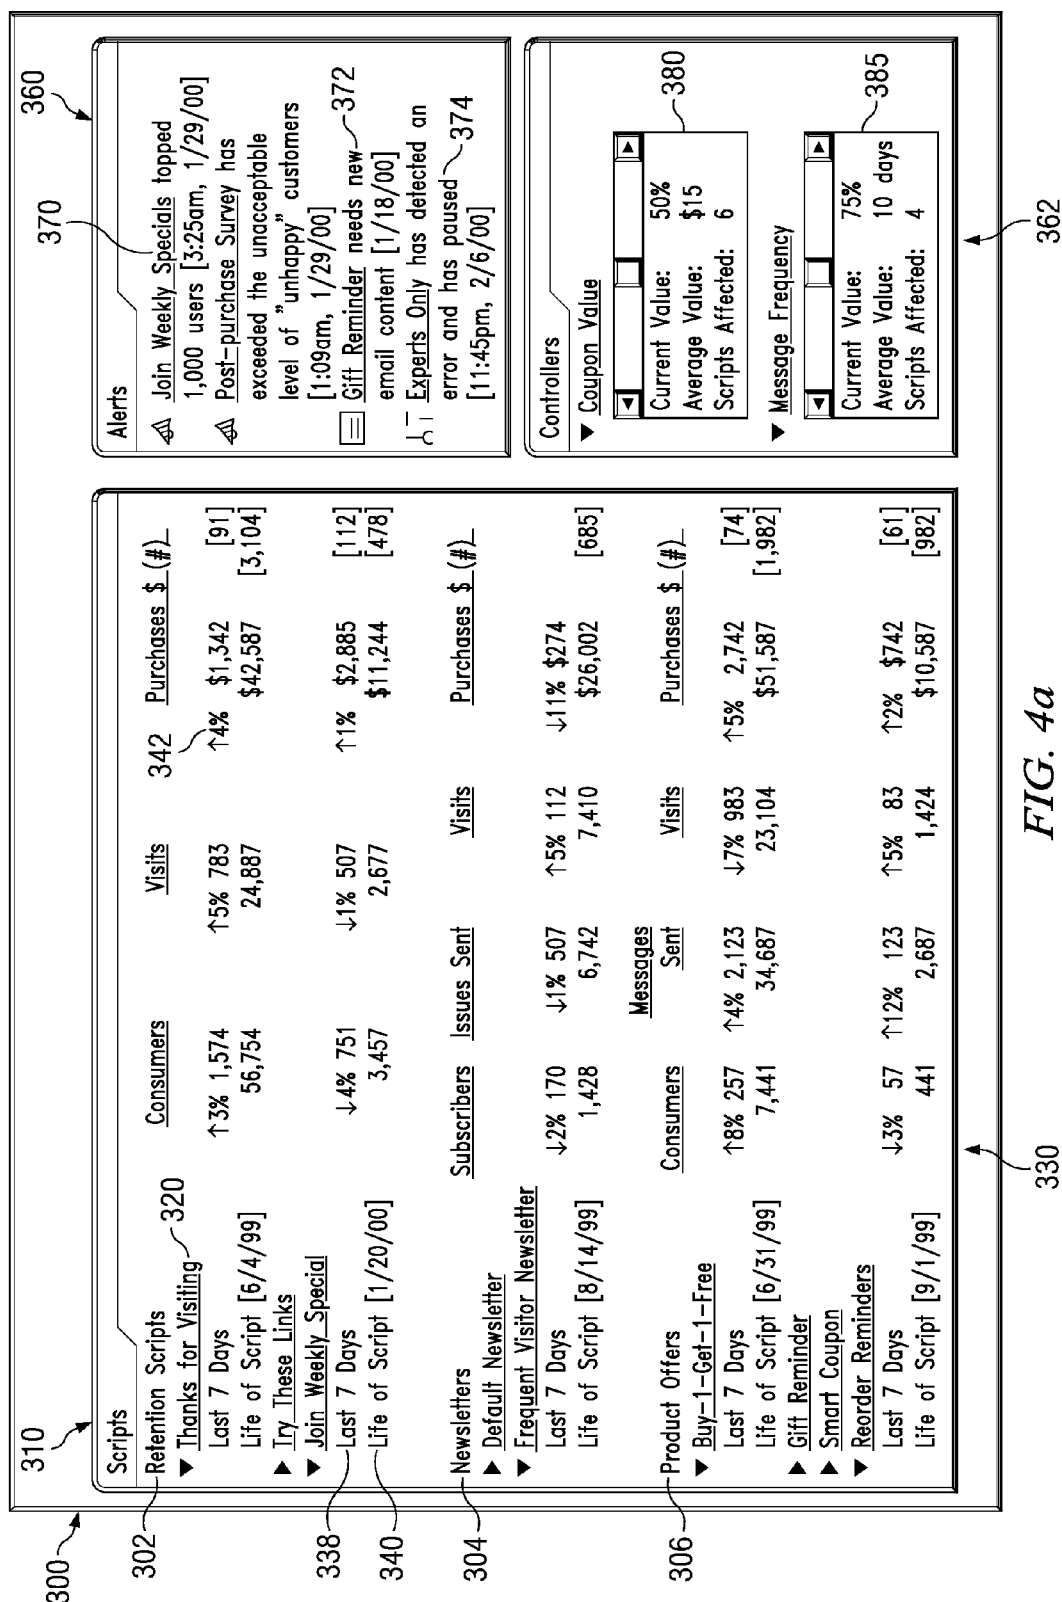 300
310
Scripts
302
Retention Scripts Consumers Visits Purchases $ (#)
▼ Thanks for Visiting 320 342
Last 7 Days ↑3% 1,574 ↑5% 783 ↑4% $1,342 [91]
Life of Script [6/4/99] 56,754 24,887 $42,587 [3,104]
▶ Try These Links
▼ Join Weekly Special
338 Last 7 Days ↓4% 751 ↓1% 507 ↑1% $2,885 [112]
340 Life of Script [1/20/00] 3,457 2,677 $11,244 [478]
304
Newsletters Subscribers Issues Sent Visits Purchases $ (#)
▶ Default Newsletter
▼ Frequent Visitor Newsletter
Last 7 Days ↓2% 170 ↓1% 507 ↑5% 112 ↓11% $274
Life of Script [8/14/99] 1,428 6,742 7,410 $26,002 [685]
306
Messages
Product Offers Consumers Sent Visits Purchases $ (#)
▼ Buy-1-Get-1-Free
Last 7 Days ↑8% 257 ↑4% 2,123 ↓7% 983 ↑5% 2,742 [74]
Life of Script [6/31/99] 7,441 34,687 23,104 $51,587 [1,982]
▶ Gift Reminder
▶ Smart Coupon
▼ Reorder Reminders
Last 7 Days ↓3% 57 ↑12% 123 ↑5% 83 ↑2% $742 [61]
Life of Script [9/1/99] 441 2,687 1,424 $10,587 [982]
330
360
Alerts
370
Join Weekly Specials topped
1,000 users [3:25am, 1/29/00]
Post-purchase Survey has
exceeded the unacceptable
level of "unhappy" customers
[1:09am, 1/29/00]
Gift Reminder needs new 372
email content [1/18/00]
Experts Only has detected an
error and has paused 374
[11:45pm, 2/6/00]
Controllers
▼ Coupon Value
380
Current Value: 50%
Average Value: $15
Scripts Affected: 6
▼ Message Frequency
385
Current Value: 75%
Average Value: 10 days
Scripts Affected: 4
362
FIG. 4a